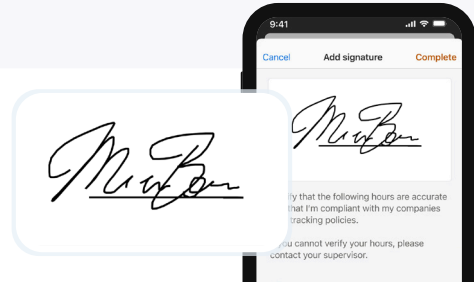 9:41
Cancel Add signature Complete
ify that the following hours are accurate
that I'm compliant with my companies
tracking policies.
you cannot verify your hours, please
contact your supervisor.